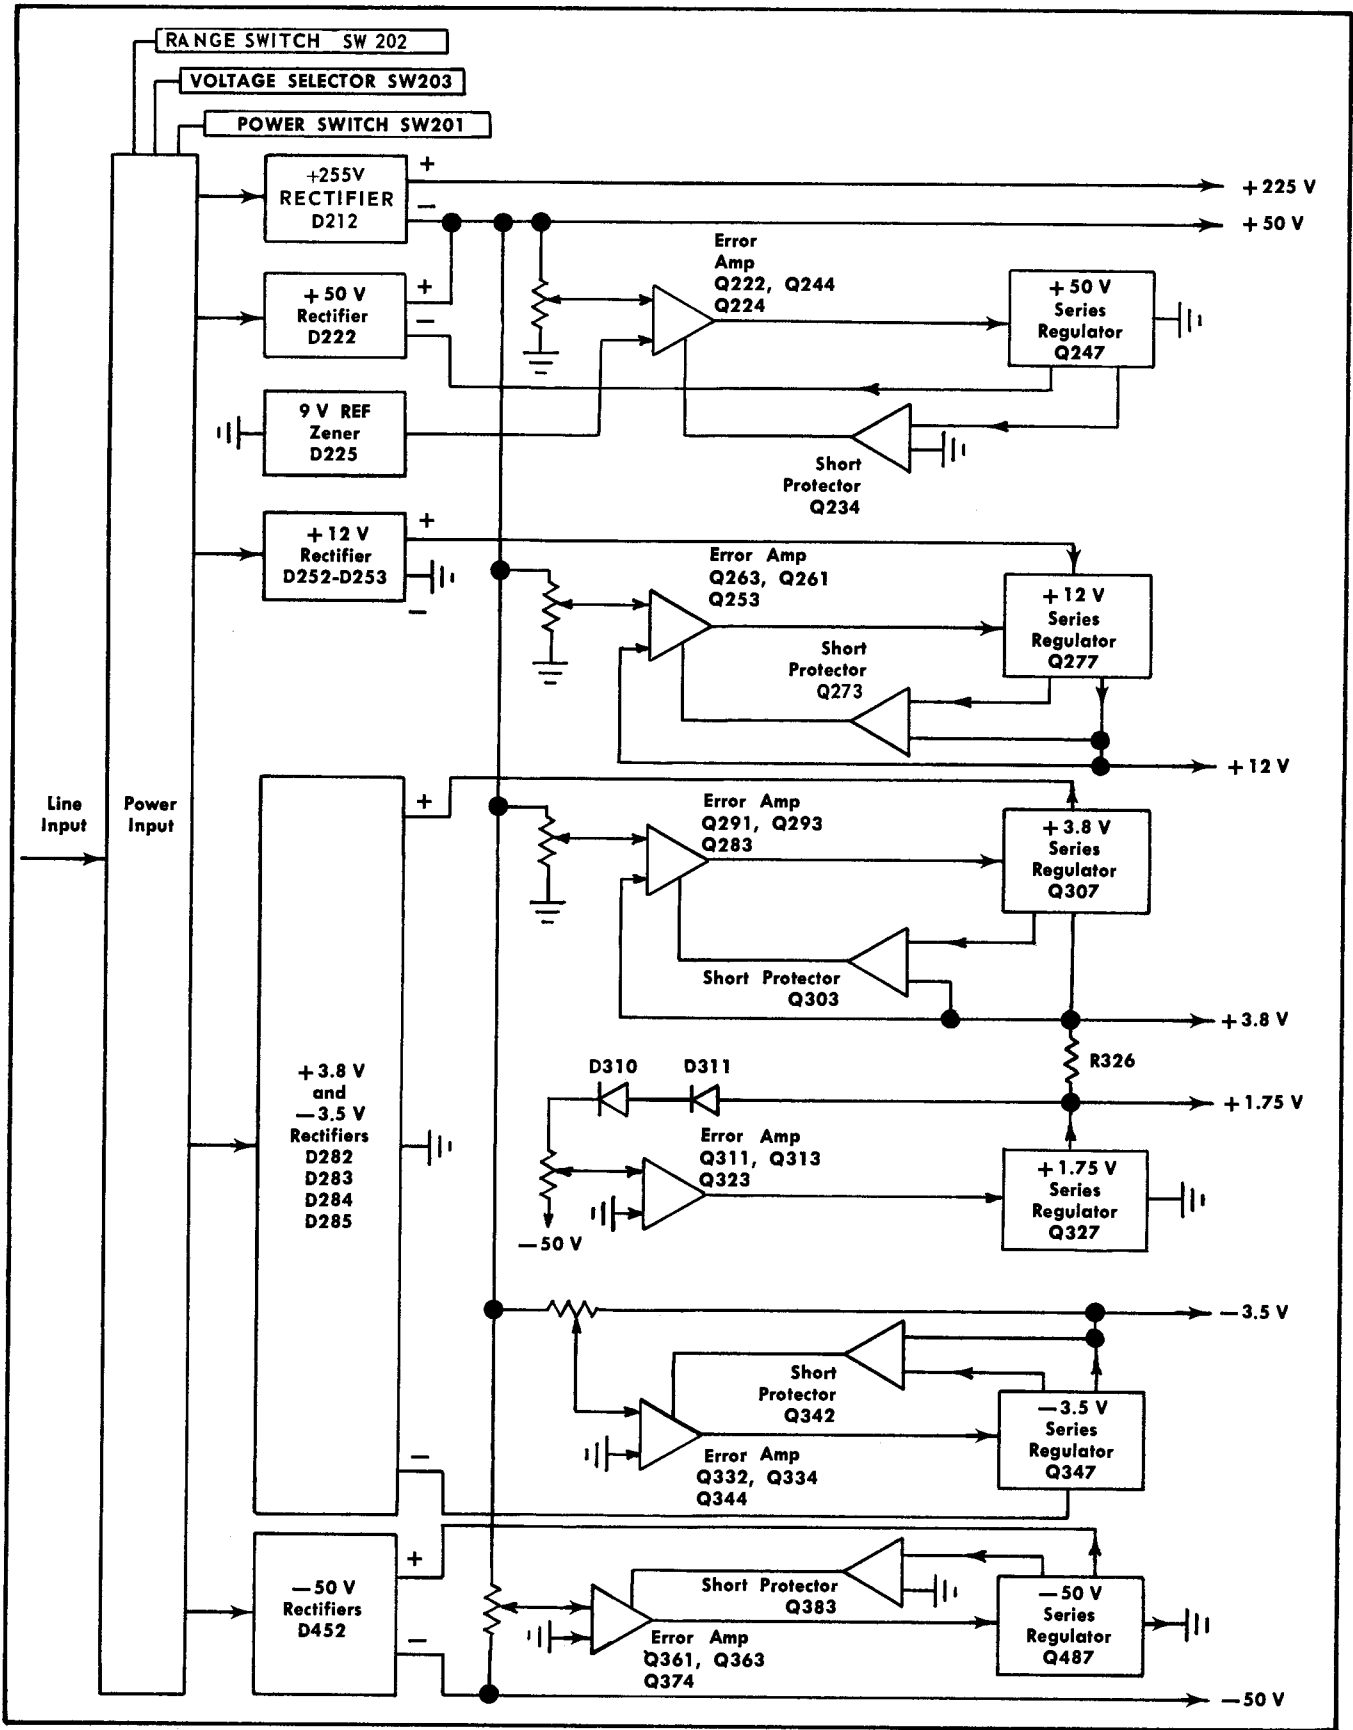 RANGE SWITCH SW 202
VOLTAGE SELECTOR SW203
POWER SWITCH SW201
+255V
RECTIFIER
D212
+
−
+225 V
+50 V
+50 V
Rectifier
D222
+
−
Error
Amp
Q222, Q244
Q224
+50 V
Series
Regulator
Q247
9 V REF
Zener
D225
Short
Protector
Q234
+12 V
Rectifier
D252-D253
+
−
Error Amp
Q263, Q261
Q253
+12 V
Series
Regulator
Q277
Short
Protector
Q273
+12 V
Line
Input
Power
Input
+
Error Amp
Q291, Q293
Q283
+3.8 V
Series
Regulator
Q307
Short Protector
Q303
+3.8 V
R326
+3.8 V
and
−3.5 V
Rectifiers
D282
D283
D284
D285
D310
D311
+1.75 V
Error Amp
Q311, Q313
Q323
+1.75 V
Series
Regulator
Q327
−50 V
−3.5 V
Short
Protector
Q342
−3.5 V
Series
Regulator
Q347
−
Error Amp
Q332, Q334
Q344
−50 V
Rectifiers
D452
+
−
Short Protector
Q383
−50 V
Series
Regulator
Q487
Error Amp
Q361, Q363
Q374
−50 V